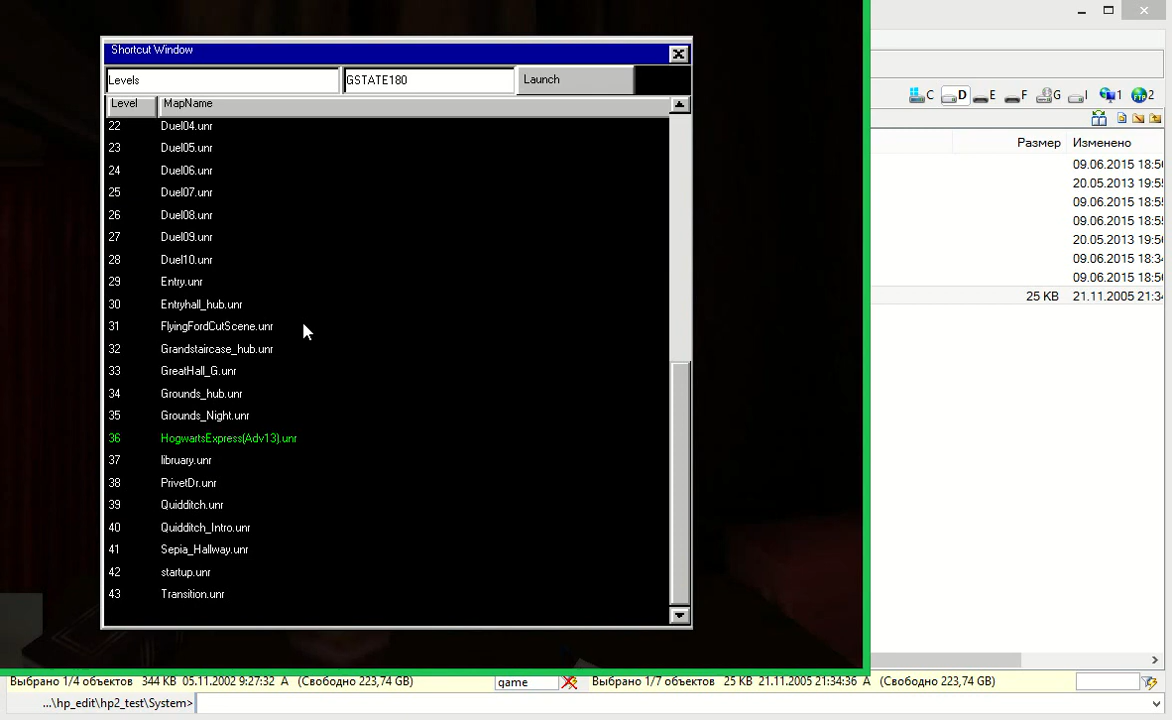 Shortcut Window
Levels GSTATE180 Launch
Level MapName
22 Duel04.unr
23 Duel05.unr
24 Duel06.unr
25 Duel07.unr
26 Duel08.unr
27 Duel09.unr
28 Duel10.unr
29 Entry.unr
30 Entryhall_hub.unr
31 FlyingFordCutScene.unr
32 Grandstaircase_hub.unr
33 GreatHall_G.unr
34 Grounds_hub.unr
35 Grounds_Night.unr
36 HogwartsExpress(Adv13).unr
37 libruary.unr
38 PrivetDr.unr
39 Quidditch.unr
40 Quidditch_Intro.unr
41 Sepia_Hallway.unr
42 startup.unr
43 Transition.unr
C D E F G I 1 2
Размер Изменено
09.06.2015 18:5
20.05.2013 19:5
09.06.2015 18:5
09.06.2015 18:5
20.05.2013 19:5
09.06.2015 18:3
09.06.2015 18:5
25 KB 21.11.2005 21:3
Выбрано 1/4 объектов 344 KB 05.11.2002 9:27:32 A (Свободно 223,74 GB) game Выбрано 1/7 объектов 25 KB 21.11.2005 21:34:36 A (Свободно 223,74 GB)
...\hp_edit\hp2_test\System>